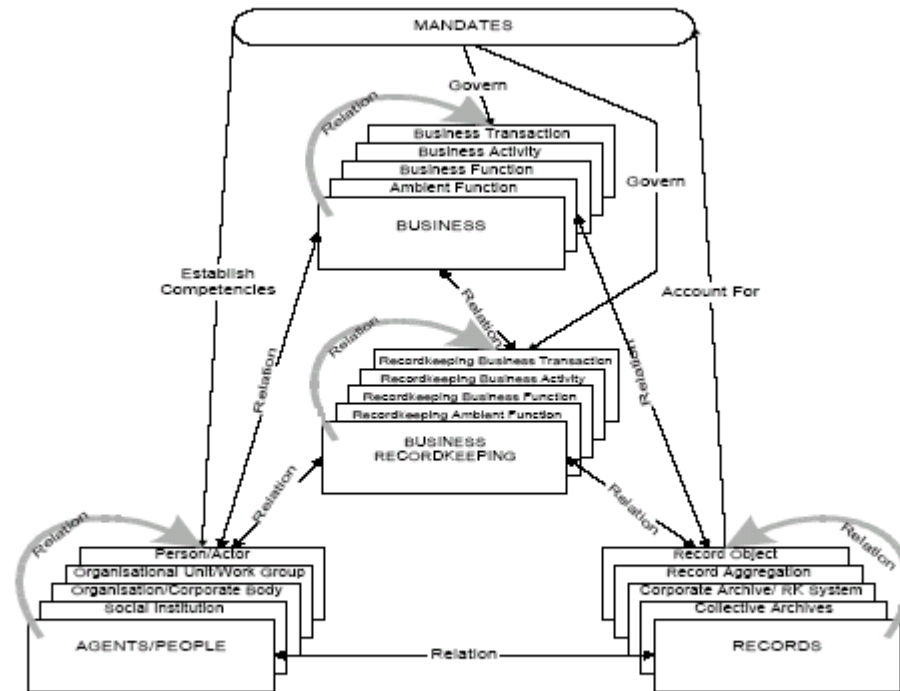 MANDATES
Govern
Relation
Business Transaction
Business Activity
Business Function
Ambient Function
BUSINESS
Govern
Establish
Competencies
Account For
Relation
Relation
Relation
Relation
Recordkeeping Business Transaction
Recordkeeping Business Activity
Recordkeeping Business Function
Recordkeeping Ambient Function
BUSINESS
RECORDKEEPING
Relation
Relation
Relation
Person/Actor
Organisational Unit/Work Group
Organisation/Corporate Body
Social Institution
AGENTS/PEOPLE
Relation
Record Object
Record Aggregation
Corporate Archive/ RK System
Collective Archives
RECORDS
Relation
Relation